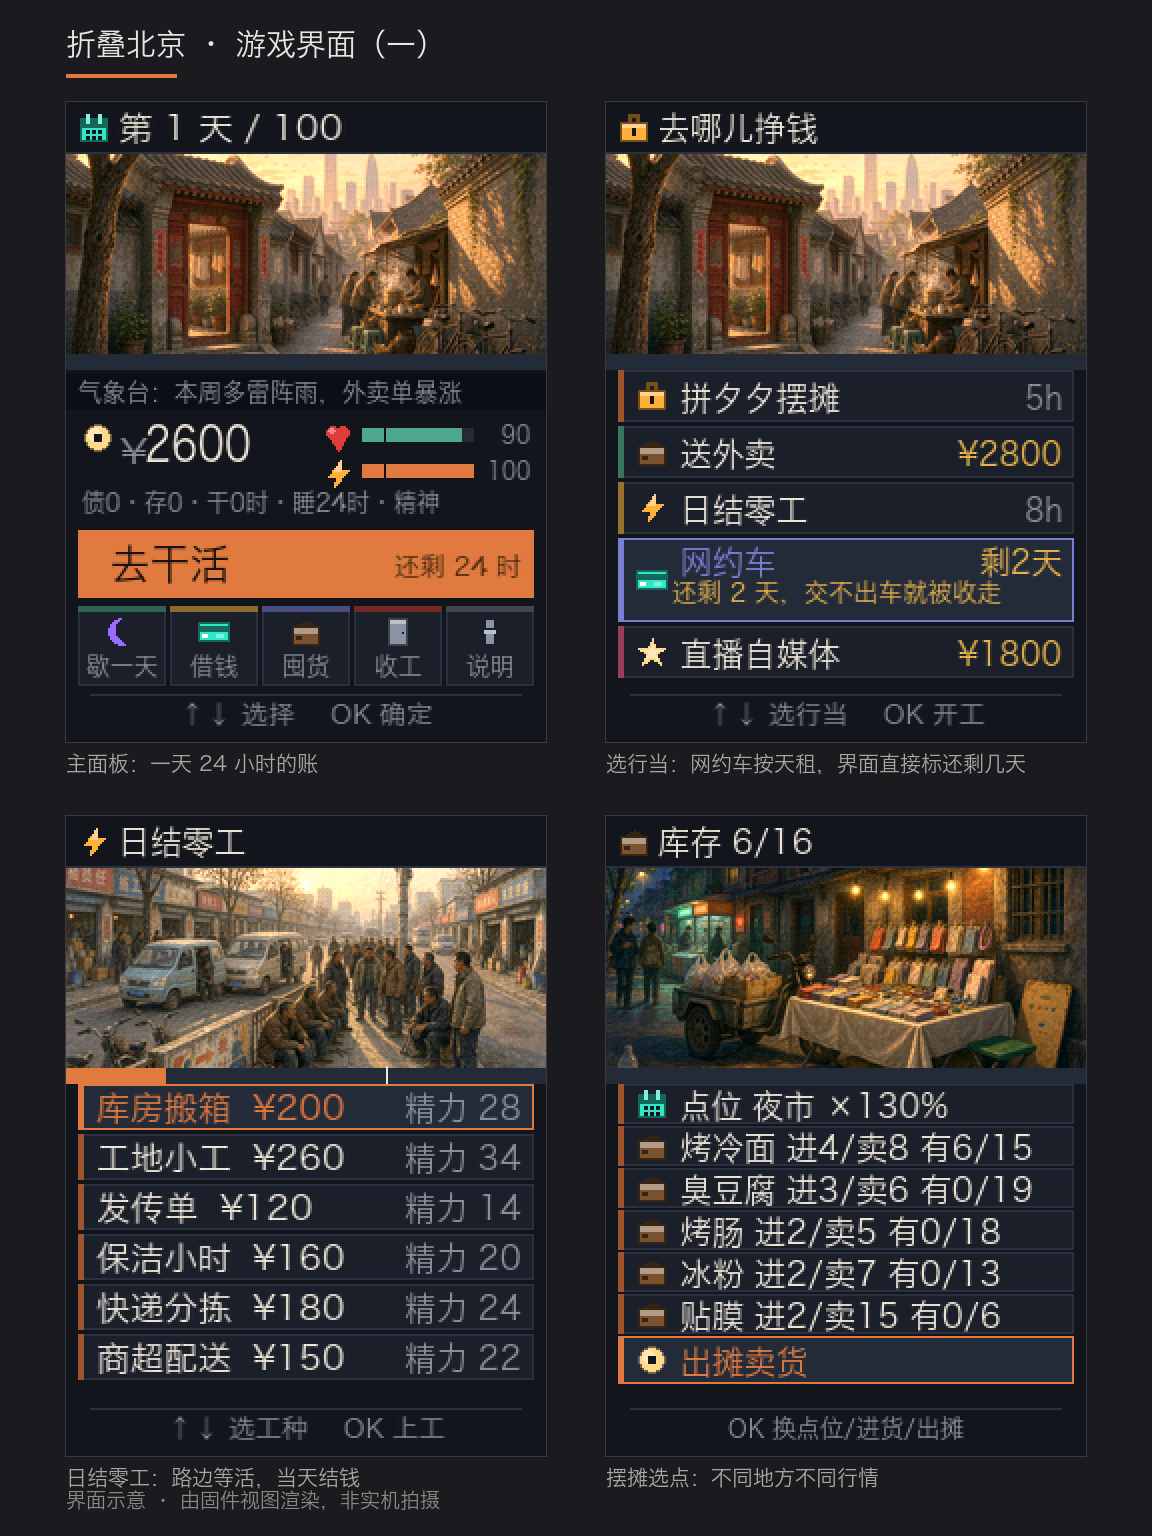 折叠北京 · 游戏界面（一）
第 1 天 / 100
气象台：本周多雷阵雨，外卖单暴涨
¥2600
90
100
债0 · 存0 · 干0时 · 睡24时 · 精神
去干活 还剩 24 时
歇一天 借钱 囤货 收工 说明
↑ ↓ 选择 OK 确定
主面板：一天 24 小时的账
去哪儿挣钱
拼夕夕摆摊 5h
送外卖 ¥2800
日结零工 8h
网约车 剩2天
还剩 2 天，交不出车就被收走
直播自媒体 ¥1800
↑ ↓ 选行当 OK 开工
选行当：网约车按天租，界面直接标还剩几天
日结零工
库房搬箱 ¥200 精力 28
工地小工 ¥260 精力 34
发传单 ¥120 精力 14
保洁小时 ¥160 精力 20
快递分拣 ¥180 精力 24
商超配送 ¥150 精力 22
↑ ↓ 选工种 OK 上工
日结零工：路边等活，当天结钱
界面示意 · 由固件视图渲染，非实机拍摄
库存 6/16
点位 夜市 ×130%
烤冷面 进4/卖8 有6/15
臭豆腐 进3/卖6 有0/19
烤肠 进2/卖5 有0/18
冰粉 进2/卖7 有0/13
贴膜 进2/卖15 有0/6
出摊卖货
OK 换点位/进货/出摊
摆摊选点：不同地方不同行情